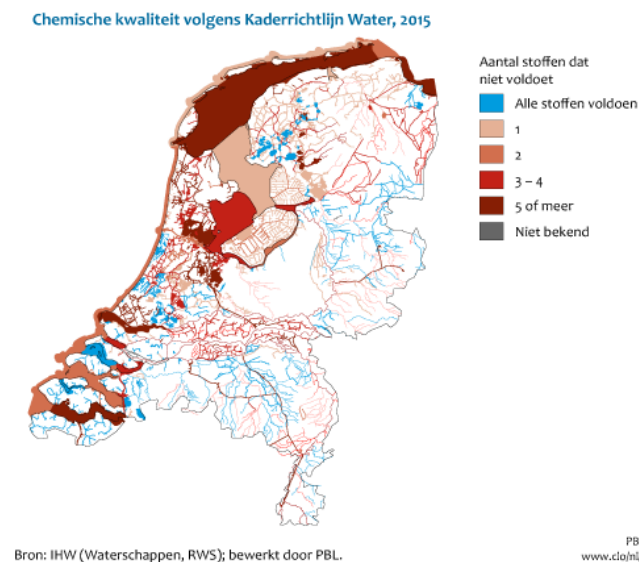 Chemische kwaliteit volgens Kaderrichtlijn Water, 2015
Aantal stoffen dat
niet voldoet
Alle stoffen voldoen
1
2
3 – 4
5 of meer
Niet bekend
PB
Bron: IHW (Waterschappen, RWS); bewerkt door PBL.
www.clo/nl